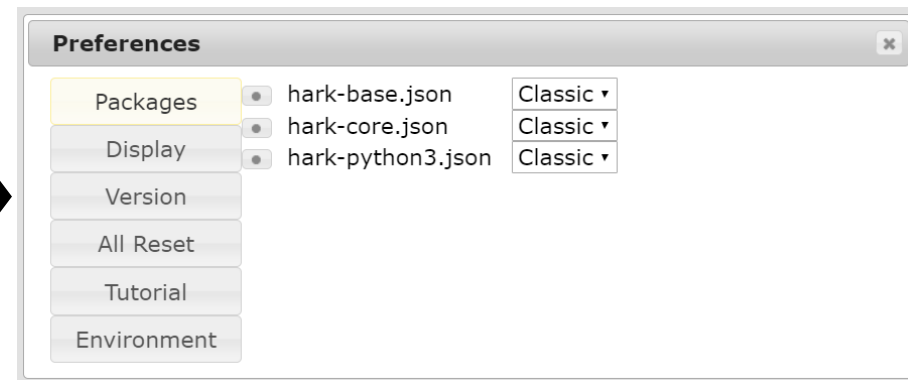 Preferences
Packages
Display
Version
All Reset
Tutorial
Environment
hark-base.json Classic
hark-core.json Classic
hark-python3.json Classic